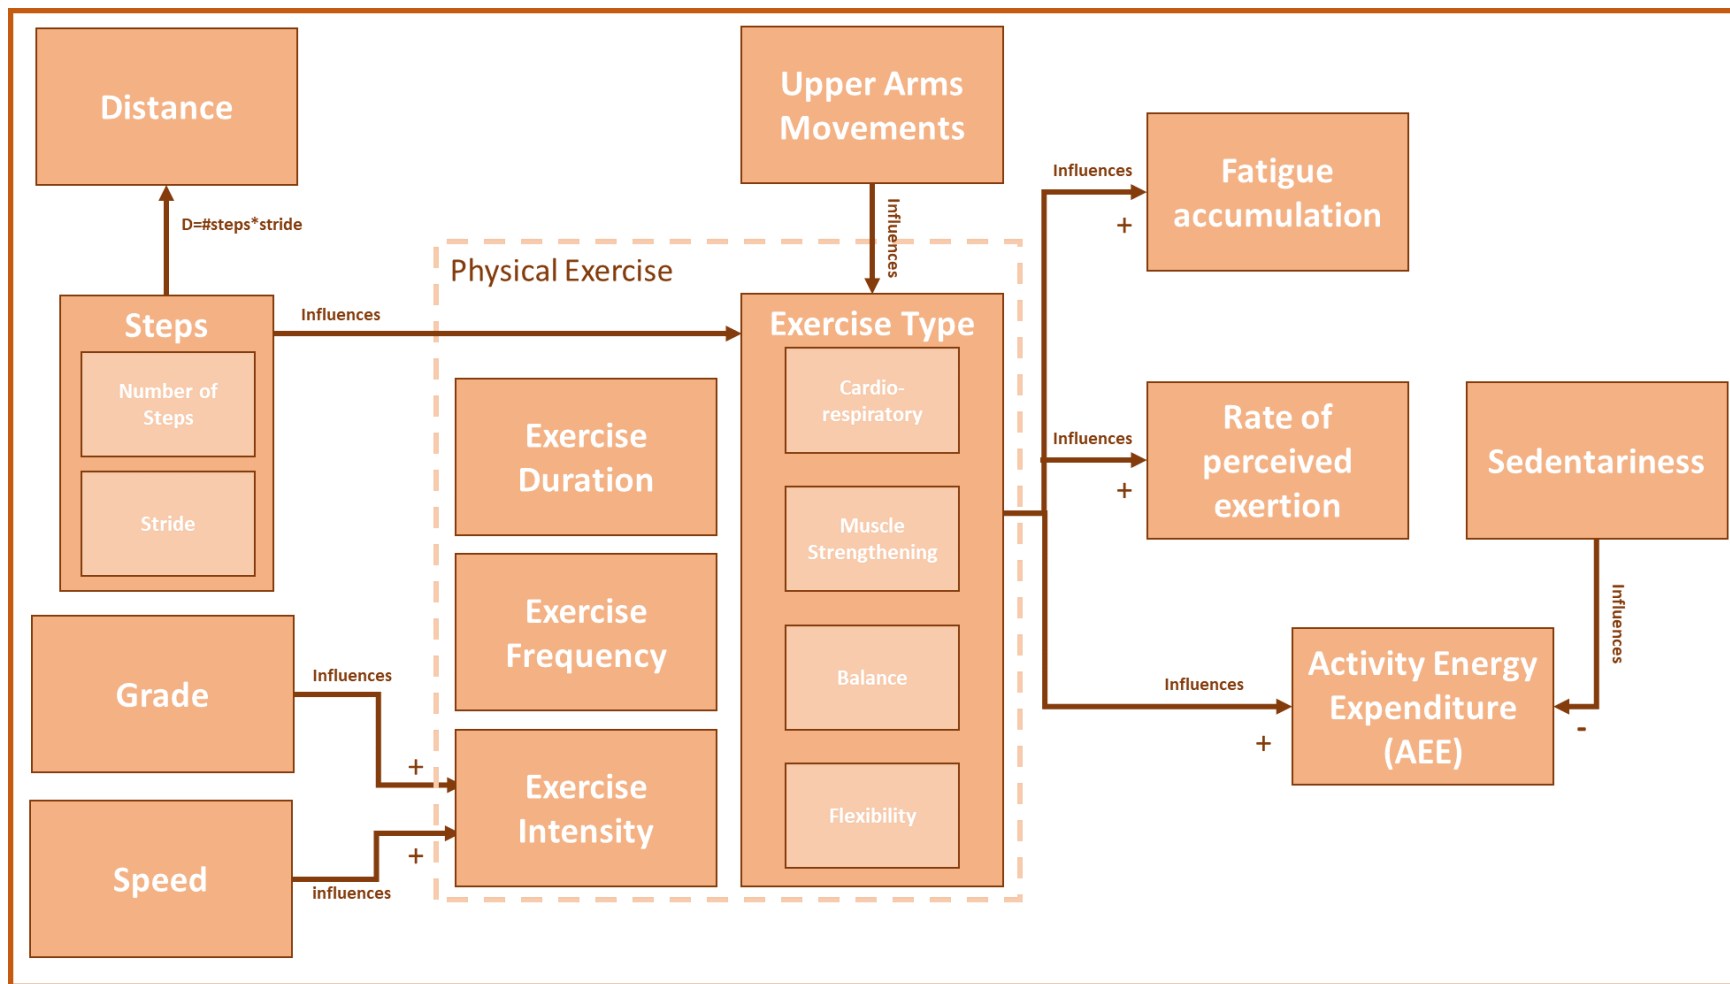 Distance
D=#steps*stride
Steps
Number of
Steps
Stride
Grade
Influences
+
Speed
influences
+
Influences
Physical Exercise
Exercise
Duration
Exercise
Frequency
Exercise
Intensity
Upper Arms
Movements
Influences
Exercise Type
Cardio-
respiratory
Muscle
Strengthening
Balance
Flexibility
Influences
+
Fatigue
accumulation
Influences
+
Rate of
perceived
exertion
Sedentariness
Influences
-
Influences
+
Activity Energy
Expenditure
(AEE)